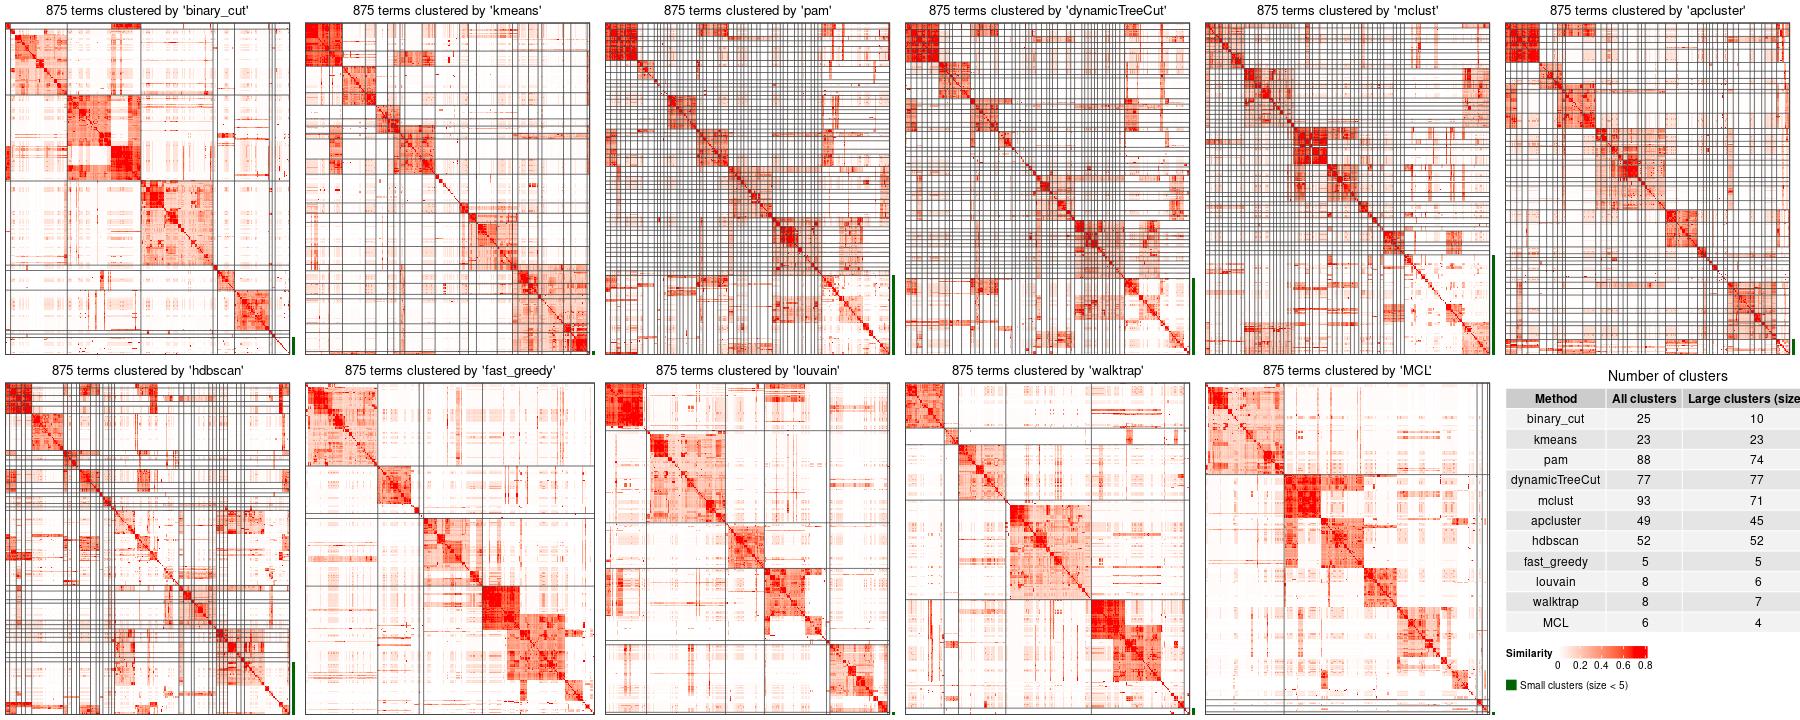 875 terms clustered by 'binary_cut'
875 terms clustered by 'kmeans'
875 terms clustered by 'pam'
875 terms clustered by 'dynamicTreeCut'
875 terms clustered by 'mclust'
875 terms clustered by 'apcluster'
875 terms clustered by 'hdbscan'
875 terms clustered by 'fast_greedy'
875 terms clustered by 'louvain'
875 terms clustered by 'walktrap'
875 terms clustered by 'MCL'
Number of clusters
Method All clusters Large clusters (size
binary_cut 25 10
kmeans 23 23
pam 88 74
dynamicTreeCut 77 77
mclust 93 71
apcluster 49 45
hdbscan 52 52
fast_greedy 5 5
louvain 8 6
walktrap 8 7
MCL 6 4
Similarity
0 0.2 0.4 0.6 0.8
Small clusters (size < 5)